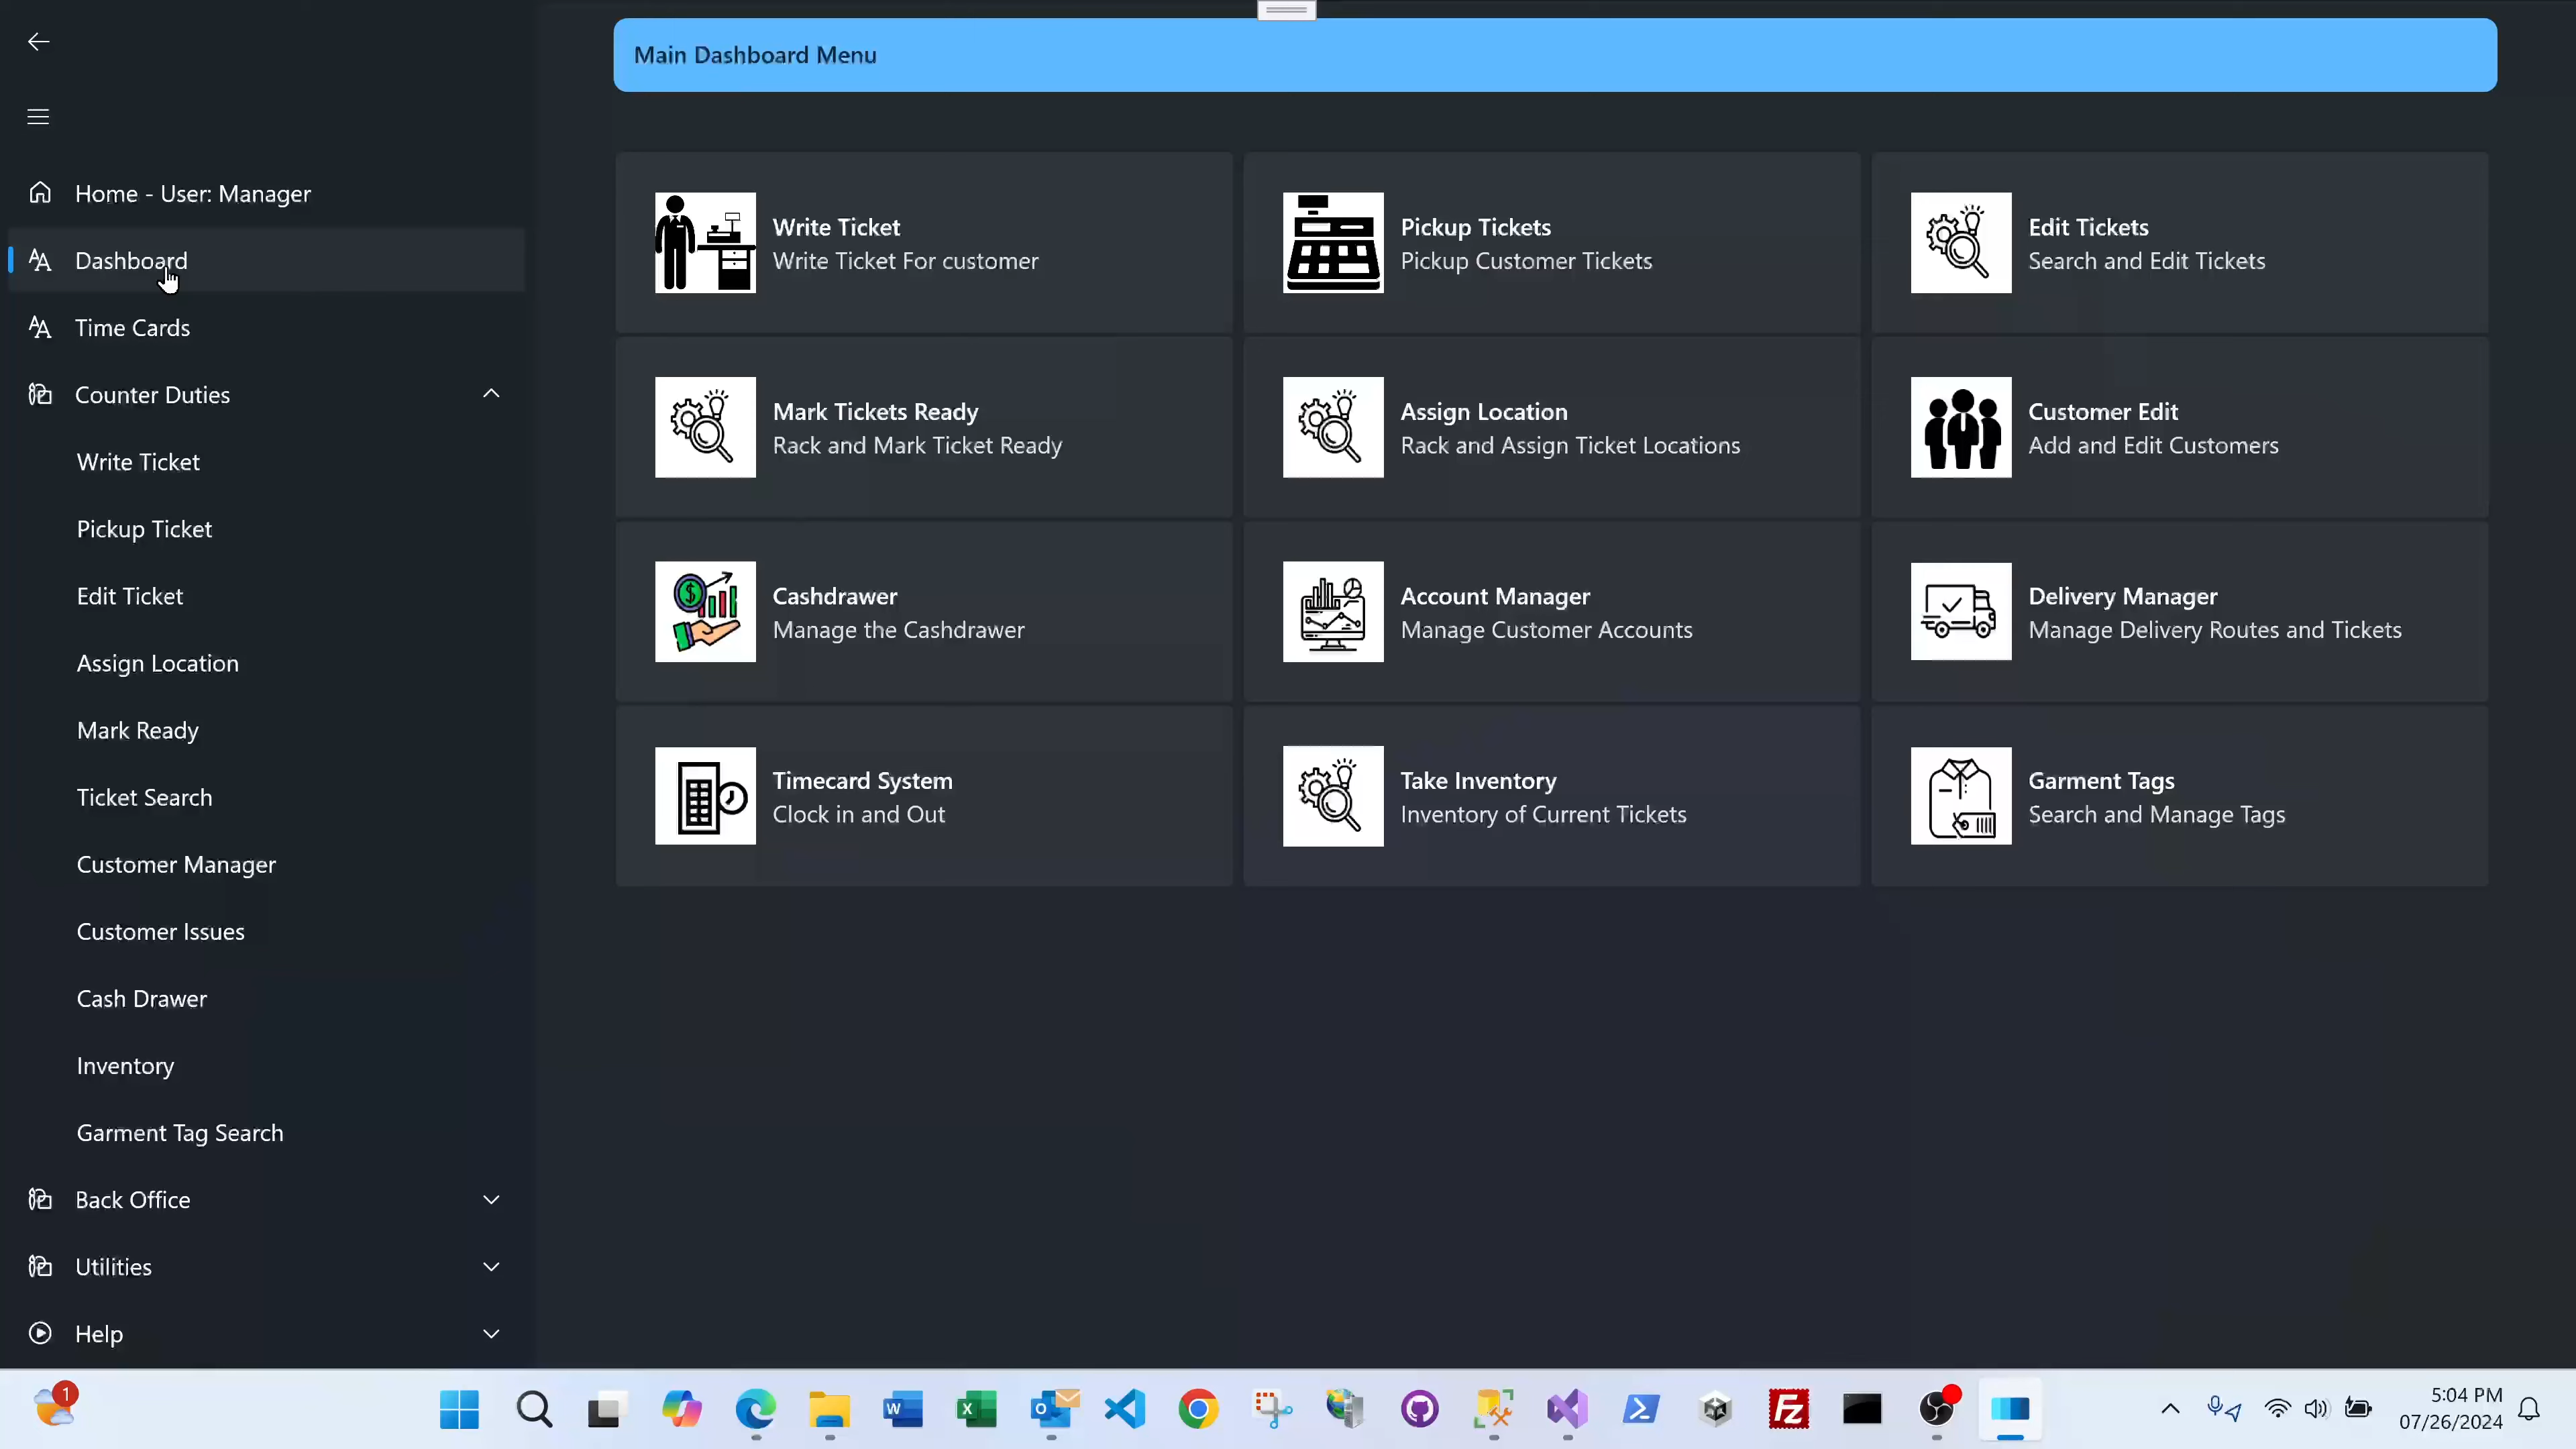 Main Dashboard Menu
Home - User: Manager
Dashboard
Time Cards
Counter Duties
Write Ticket
Pickup Ticket
Edit Ticket
Assign Location
Mark Ready
Ticket Search
Customer Manager
Customer Issues
Cash Drawer
Inventory
Garment Tag Search
Back Office
Utilities
Help
Write Ticket
Write Ticket For customer
Pickup Tickets
Pickup Customer Tickets
Edit Tickets
Search and Edit Tickets
Mark Tickets Ready
Rack and Mark Ticket Ready
Assign Location
Rack and Assign Ticket Locations
Customer Edit
Add and Edit Customers
Cashdrawer
Manage the Cashdrawer
Account Manager
Manage Customer Accounts
Delivery Manager
Manage Delivery Routes and Tickets
Timecard System
Clock in and Out
Take Inventory
Inventory of Current Tickets
Garment Tags
Search and Manage Tags
1
W
X
O
Fz
5:04 PM
07/26/2024